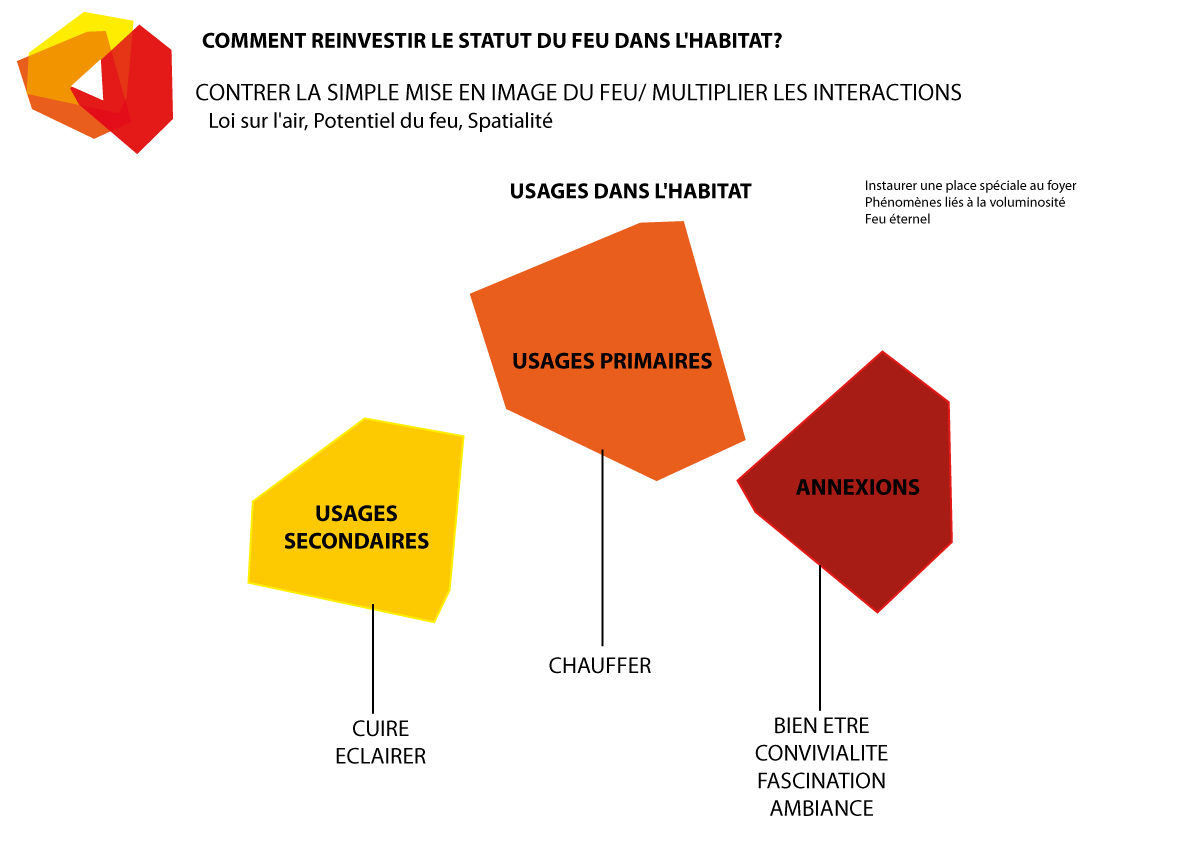 COMMENT REINVESTIR LE STATUT DU FEU DANS L'HABITAT?
CONTRER LA SIMPLE MISE EN IMAGE DU FEU/ MULTIPLIER LES INTERACTIONS
Loi sur l'air, Potentiel du feu, Spatialité
USAGES DANS L'HABITAT
Instaurer une place spéciale au foyer
Phénomènes liés à la voluminosité
Feu éternel
USAGES PRIMAIRES
ANNEXIONS
USAGES
SECONDAIRES
CHAUFFER
CUIRE
ECLAIRER
BIEN ETRE
CONVIVIALITE
FASCINATION
AMBIANCE